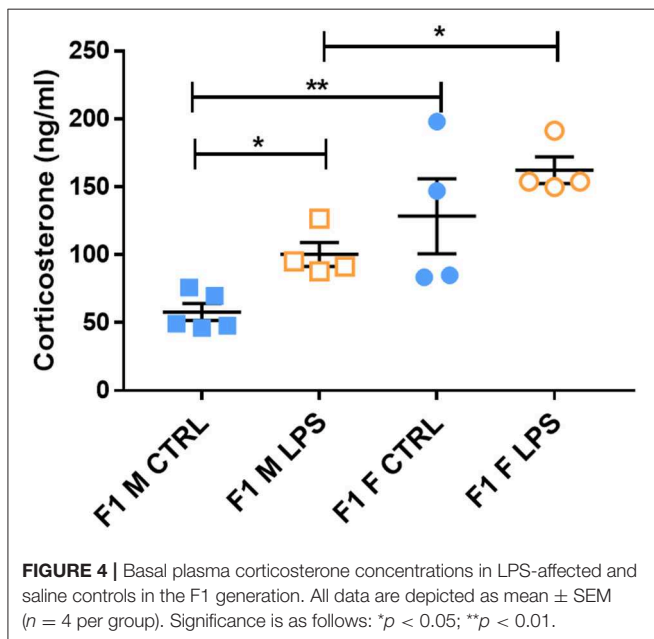 Corticosterone (ng/ml)
250
200
150
100
50
0
*
**
*
F1 M CTRL
F1 M LPS
F1 F CTRL
F1 F LPS
FIGURE 4 | Basal plasma corticosterone concentrations in LPS-affected and
saline controls in the F1 generation. All data are depicted as mean ± SEM
(n = 4 per group). Significance is as follows: *p < 0.05; **p < 0.01.